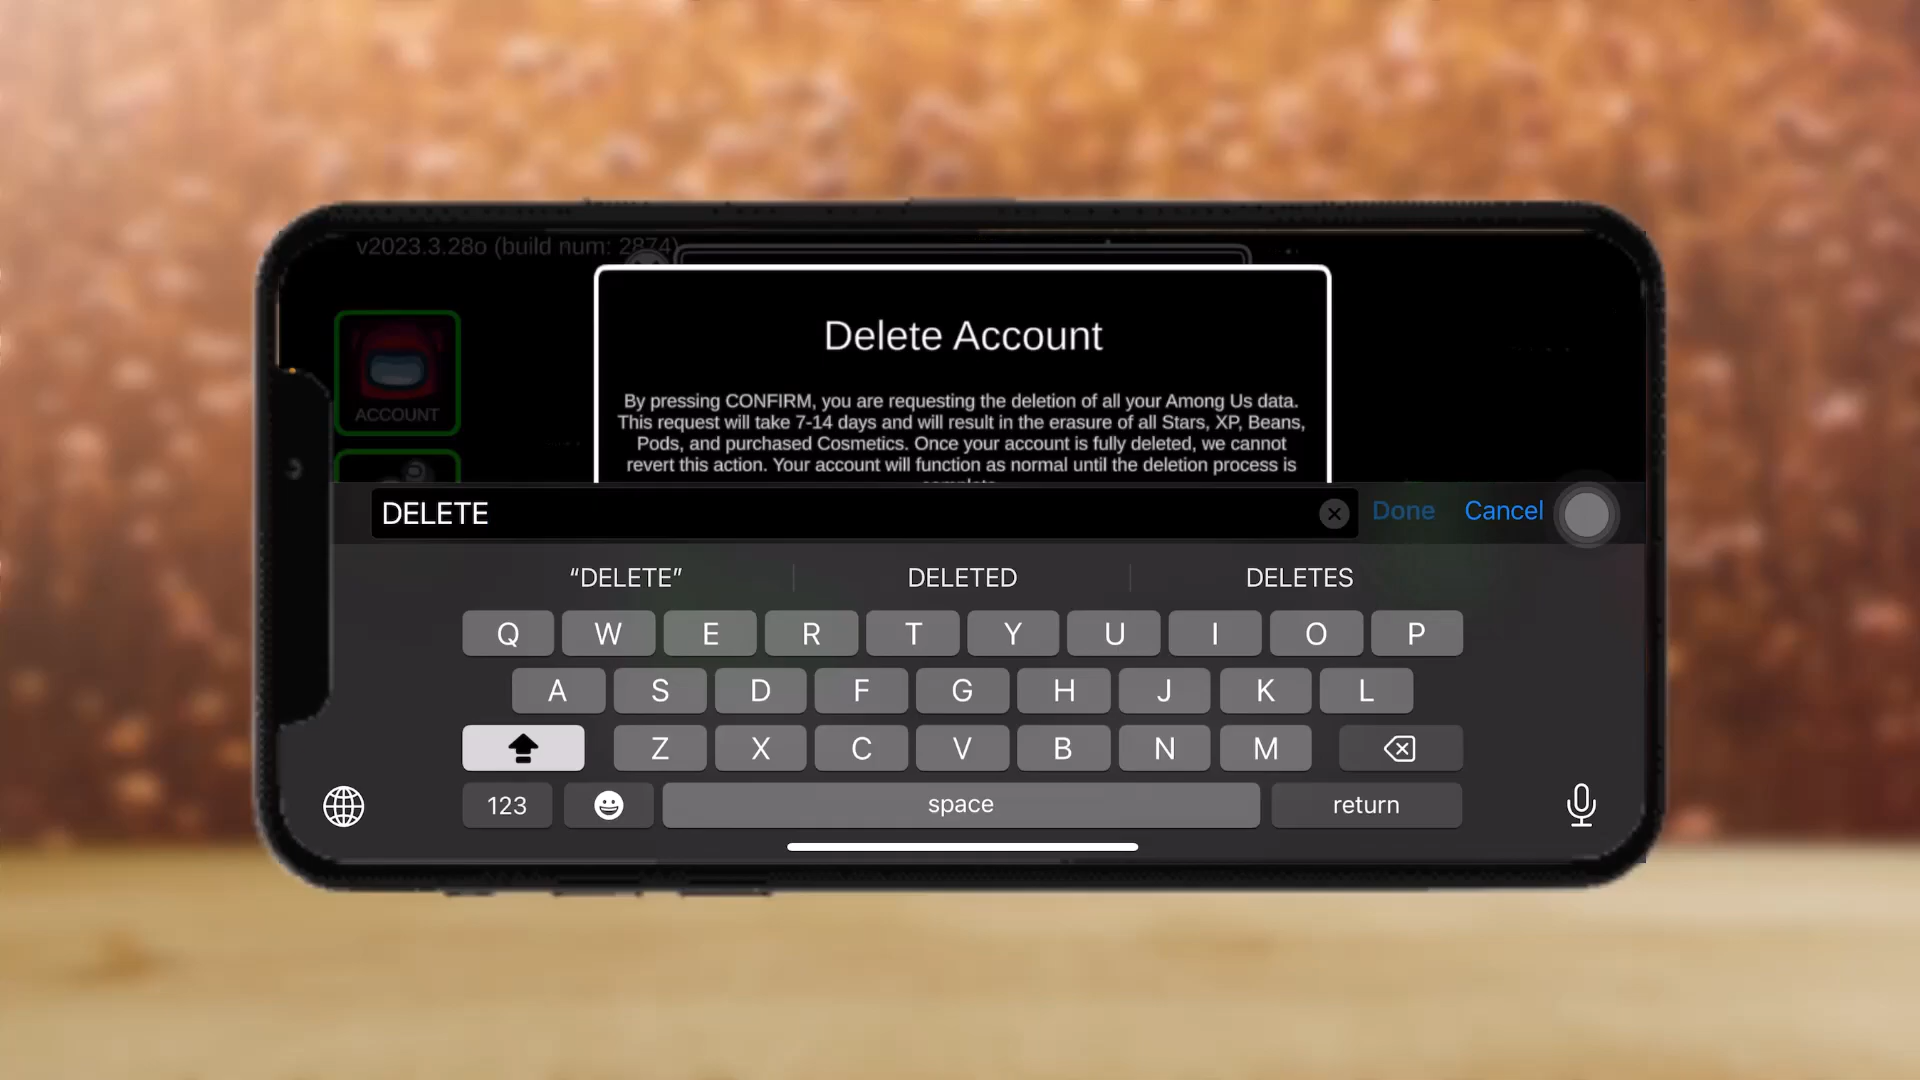 v2023.3.28o (build num: 2874)
ACCOUNT
Delete Account
By pressing CONFIRM, you are requesting the deletion of all your Among Us data.
This request will take 7-14 days and will result in the erasure of all Stars, XP, Beans,
Pods, and purchased Cosmetics. Once your account is fully deleted, we cannot
revert this action. Your account will function as normal until the deletion process is
DELETE
Done Cancel
“DELETE” DELETED DELETES
Q W E R T Y U I O P
A S D F G H J K L
Z X C V B N M
123 space return